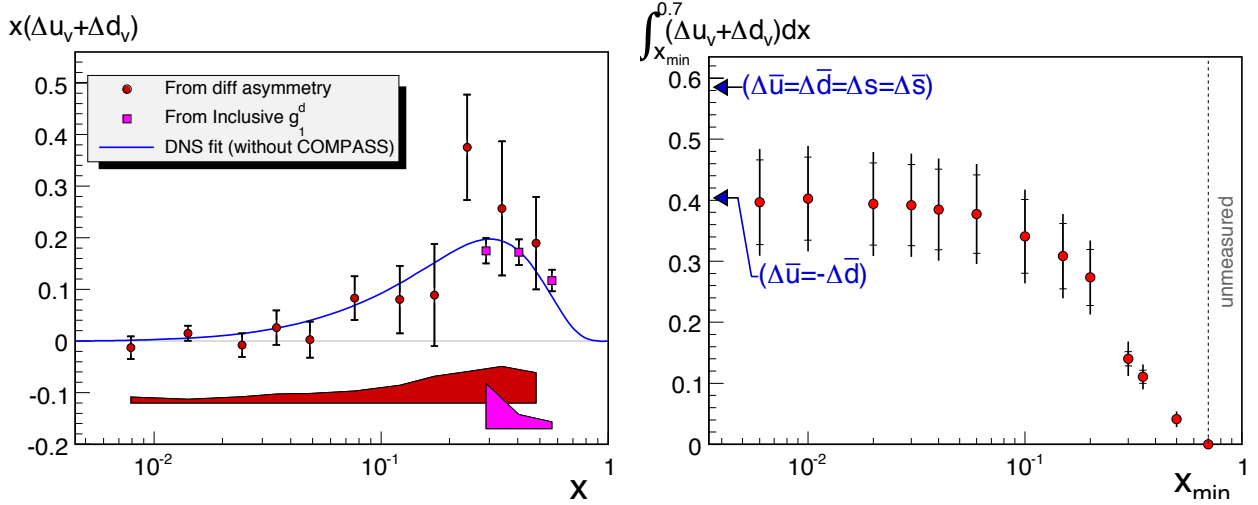 x(Δu_v+Δd_v)
0.5
0.4
0.3
0.2
0.1
0
-0.1
-0.2
From diff asymmetry
From Inclusive g_1^d
DNS fit (without COMPASS)
10^-2
10^-1
1
x
∫_{x_min}^{0.7}(Δu_v+Δd_v)dx
0.6
0.5
0.4
0.3
0.2
0.1
0
(Δū=Δd̄=Δs=Δs̄)
(Δū=-Δd̄)
unmeasured
10^-2
10^-1
1
x_min